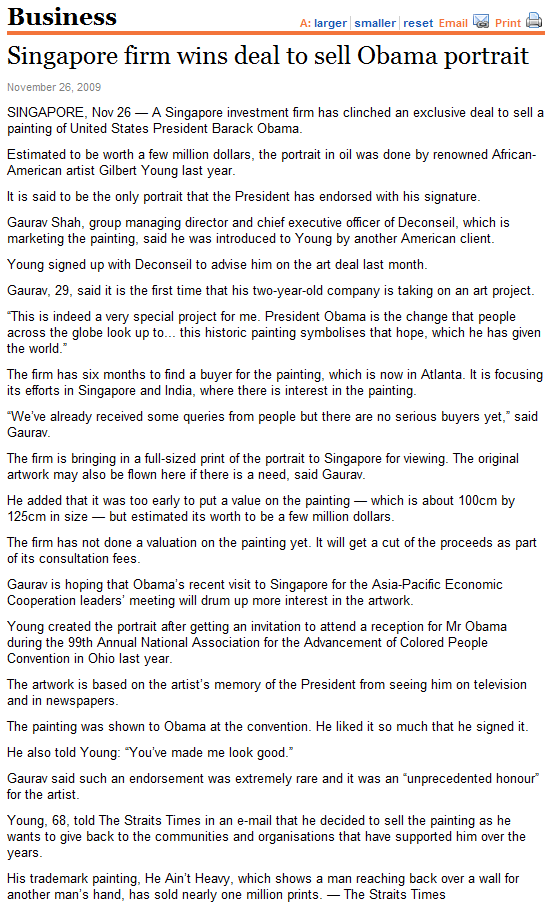 Business
A: larger smaller reset Email Print
Singapore firm wins deal to sell Obama portrait
November 26, 2009
SINGAPORE, Nov 26 — A Singapore investment firm has clinched an exclusive deal to sell a
painting of United States President Barack Obama.
Estimated to be worth a few million dollars, the portrait in oil was done by renowned African-
American artist Gilbert Young last year.
It is said to be the only portrait that the President has endorsed with his signature.
Gaurav Shah, group managing director and chief executive officer of Deconseil, which is
marketing the painting, said he was introduced to Young by another American client.
Young signed up with Deconseil to advise him on the art deal last month.
Gaurav, 29, said it is the first time that his two-year-old company is taking on an art project.
“This is indeed a very special project for me. President Obama is the change that people
across the globe look up to... this historic painting symbolises that hope, which he has given
the world.”
The firm has six months to find a buyer for the painting, which is now in Atlanta. It is focusing
its efforts in Singapore and India, where there is interest in the painting.
“We’ve already received some queries from people but there are no serious buyers yet,” said
Gaurav.
The firm is bringing in a full-sized print of the portrait to Singapore for viewing. The original
artwork may also be flown here if there is a need, said Gaurav.
He added that it was too early to put a value on the painting — which is about 100cm by
125cm in size — but estimated its worth to be a few million dollars.
The firm has not done a valuation on the painting yet. It will get a cut of the proceeds as part
of its consultation fees.
Gaurav is hoping that Obama’s recent visit to Singapore for the Asia-Pacific Economic
Cooperation leaders’ meeting will drum up more interest in the artwork.
Young created the portrait after getting an invitation to attend a reception for Mr Obama
during the 99th Annual National Association for the Advancement of Colored People
Convention in Ohio last year.
The artwork is based on the artist’s memory of the President from seeing him on television
and in newspapers.
The painting was shown to Obama at the convention. He liked it so much that he signed it.
He also told Young: “You’ve made me look good.”
Gaurav said such an endorsement was extremely rare and it was an “unprecedented honour”
for the artist.
Young, 68, told The Straits Times in an e-mail that he decided to sell the painting as he
wants to give back to the communities and organisations that have supported him over the
years.
His trademark painting, He Ain’t Heavy, which shows a man reaching back over a wall for
another man’s hand, has sold nearly one million prints. — The Straits Times